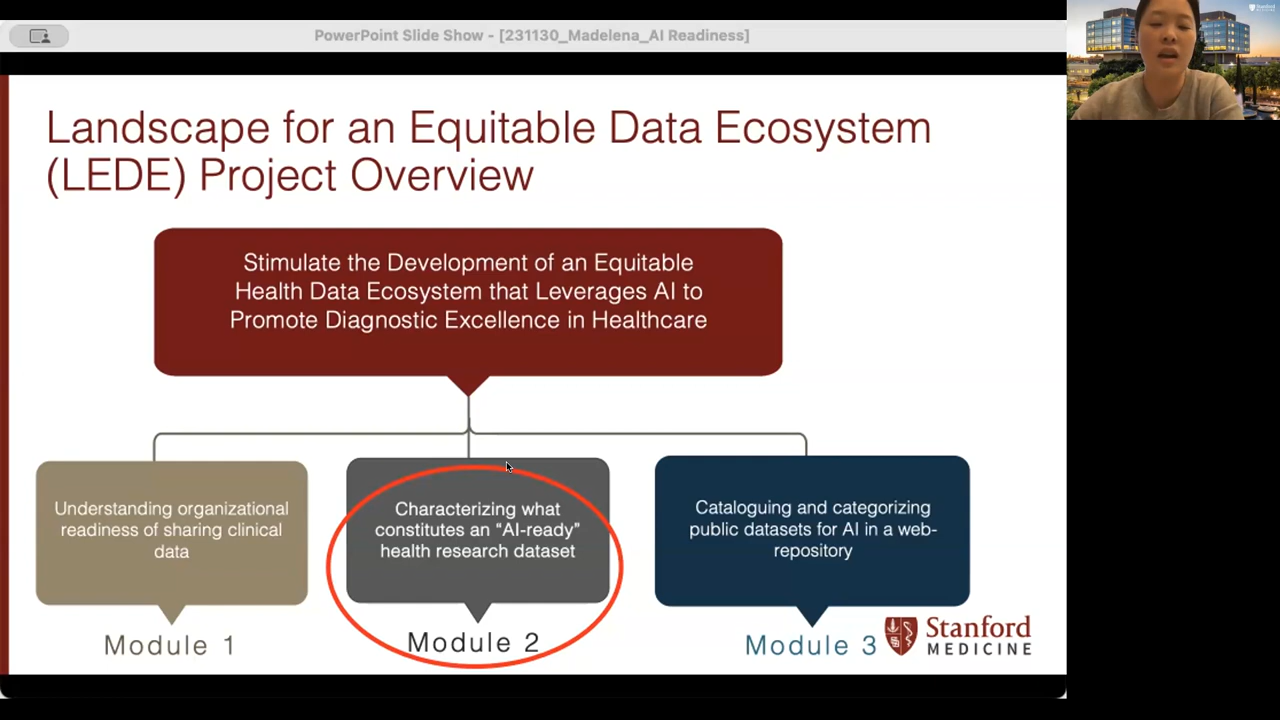 PowerPoint Slide Show - [231130_Madelena_AI Readiness]
Stanford
MEDICINE
Landscape for an Equitable Data Ecosystem
(LEDE) Project Overview
Stimulate the Development of an Equitable
Health Data Ecosystem that Leverages AI to
Promote Diagnostic Excellence in Healthcare
Understanding organizational
readiness of sharing clinical
data
Module 1
Characterizing what
constitutes an “AI-ready”
health research dataset
Module 2
Cataloguing and categorizing
public datasets for AI in a web-
repository
Module 3
Stanford
MEDICINE